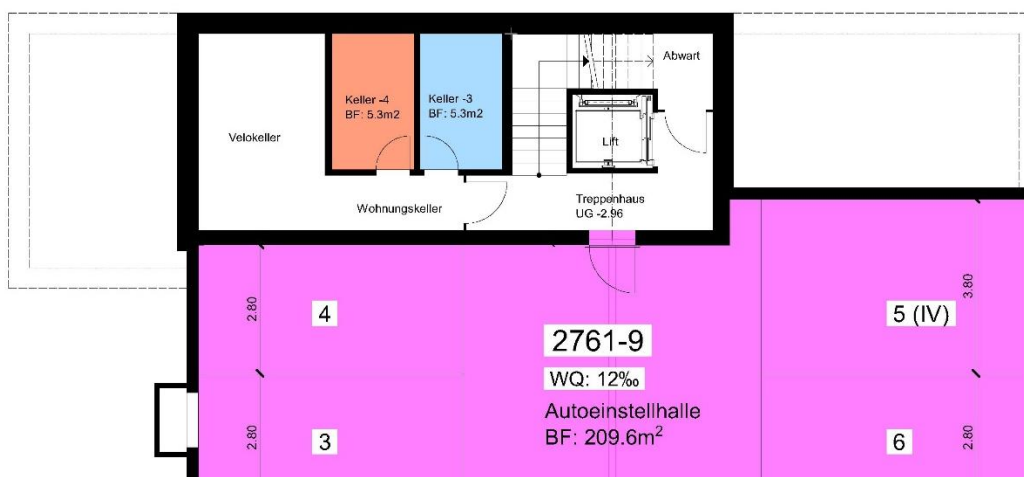 Abwart
Keller -4
BF: 5.3m2
Keller -3
BF: 5.3m2
Velokeller
Lift
Wohnungskeller
Treppenhaus
UG -2.96
2.80
4
3.80
5 (IV)
2761-9
WQ: 12‰
Autoeinstellhalle
BF: 209.6m²
2.80
3
2.80
6